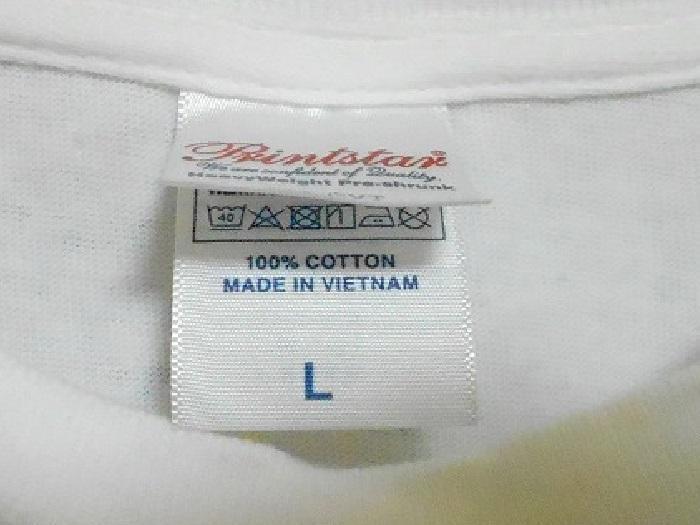 Printstar®
We are confident of Quality.
Heavyweight Pre-shrunk
40
100% COTTON
MADE IN VIETNAM
L